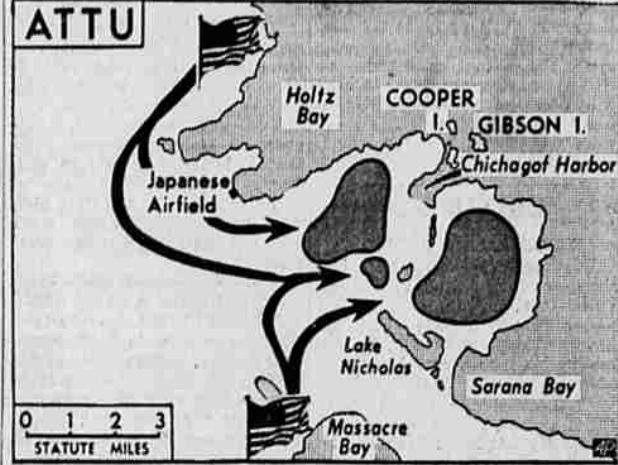 ATTU
Holtz
Bay
COOPER
I.
GIBSON I.
Chichagof Harbor
Japanese
Airfield
Lake
Nicholas
Sarana Bay
Massacre
Bay
0 1 2 3
STATUTE MILES
AP